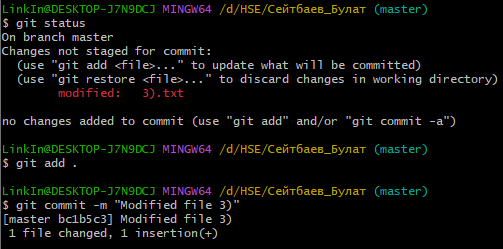 LinkIn@DESKTOP-J7N9DCJ MINGW64 /d/HSE/Сейтбаев_Булат (master)
$ git status
On branch master
Changes not staged for commit:
  (use "git add <file>..." to update what will be committed)
  (use "git restore <file>..." to discard changes in working directory)
        modified:   3).txt

no changes added to commit (use "git add" and/or "git commit -a")

LinkIn@DESKTOP-J7N9DCJ MINGW64 /d/HSE/Сейтбаев_Булат (master)
$ git add .

LinkIn@DESKTOP-J7N9DCJ MINGW64 /d/HSE/Сейтбаев_Булат (master)
$ git commit -m "Modified file 3)"
[master bc1b5c3] Modified file 3)
 1 file changed, 1 insertion(+)